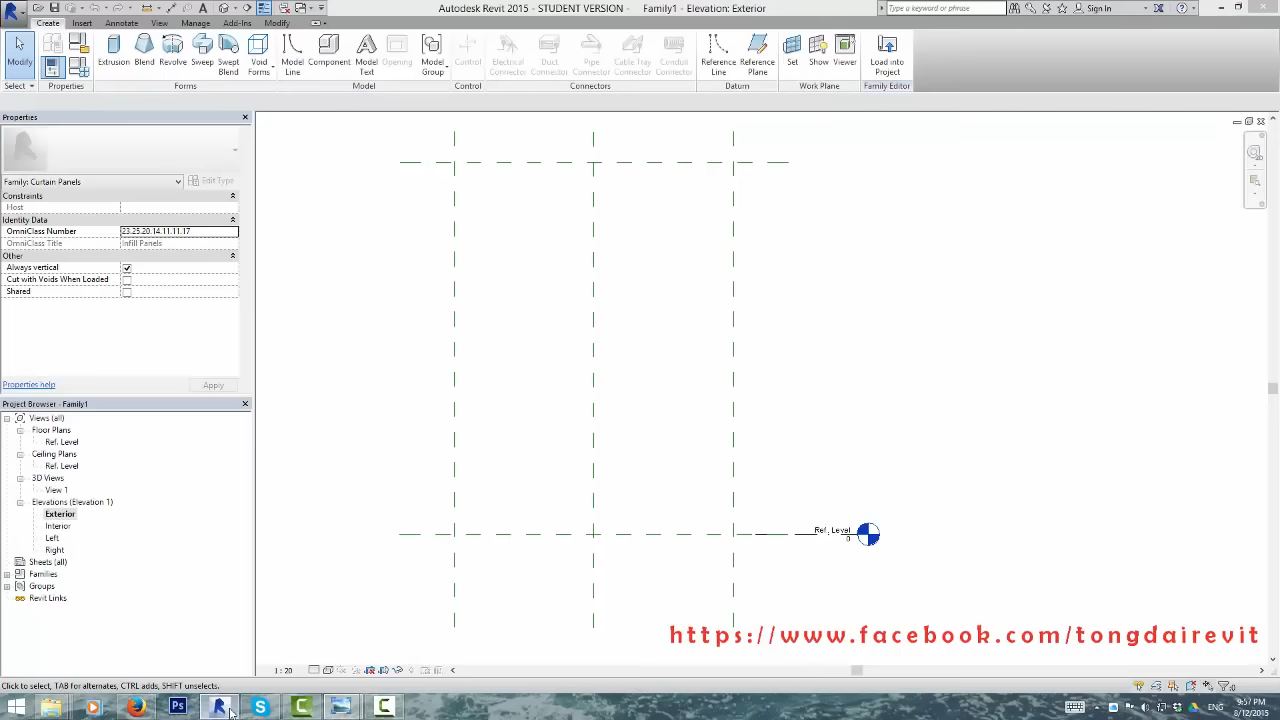 Autodesk Revit 2015 - STUDENT VERSION - Family1 - Elevation: Exterior
Type a keyword or phrase
Sign In
Create Insert Annotate View Manage Add-Ins Modify
Modify Extrusion Blend Revolve Sweep Swept Blend Void Forms Model Line Component Model Text Opening Model Group Control Electrical Connector Duct Connector Pipe Connector Cable Tray Connector Conduit Connector Reference Line Reference Plane Set Show Viewer Load into Project
Select Properties Forms Model Control Connectors Datum Work Plane Family Editor
Properties
Family: Curtain Panels Edit Type
Constraints
Host
Identity Data
OmniClass Number 23.25.20.14.11.11.17
OmniClass Title Infill Panels
Other
Always vertical
Cut with Voids When Loaded
Shared
Properties help Apply
Project Browser - Family1
Views (all)
Floor Plans
Ref. Level
Ceiling Plans
Ref. Level
3D Views
View 1
Elevations (Elevation 1)
Exterior
Interior
Left
Right
Sheets (all)
Families
Groups
Revit Links
Ref. Level
0
https://www.facebook.com/tongdairevit
1 : 20
Click to select, TAB for alternates, CTRL adds, SHIFT unselects.
:0
ENG
9:57 PM
8/12/2015